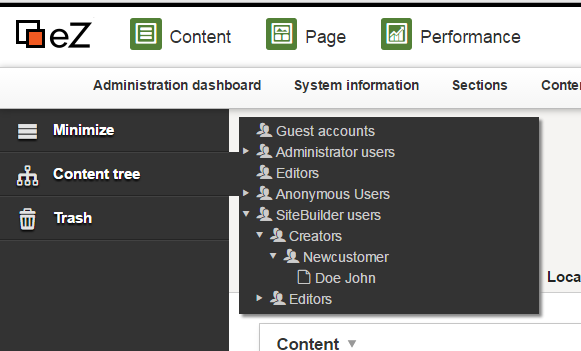 eZ Content Page Performance
Administration dashboard System information Sections Conte
Minimize
Content tree
Trash
Guest accounts
Administrator users
Editors
Anonymous Users
SiteBuilder users
Creators
Newcustomer
Doe John
Editors
Loca
Content